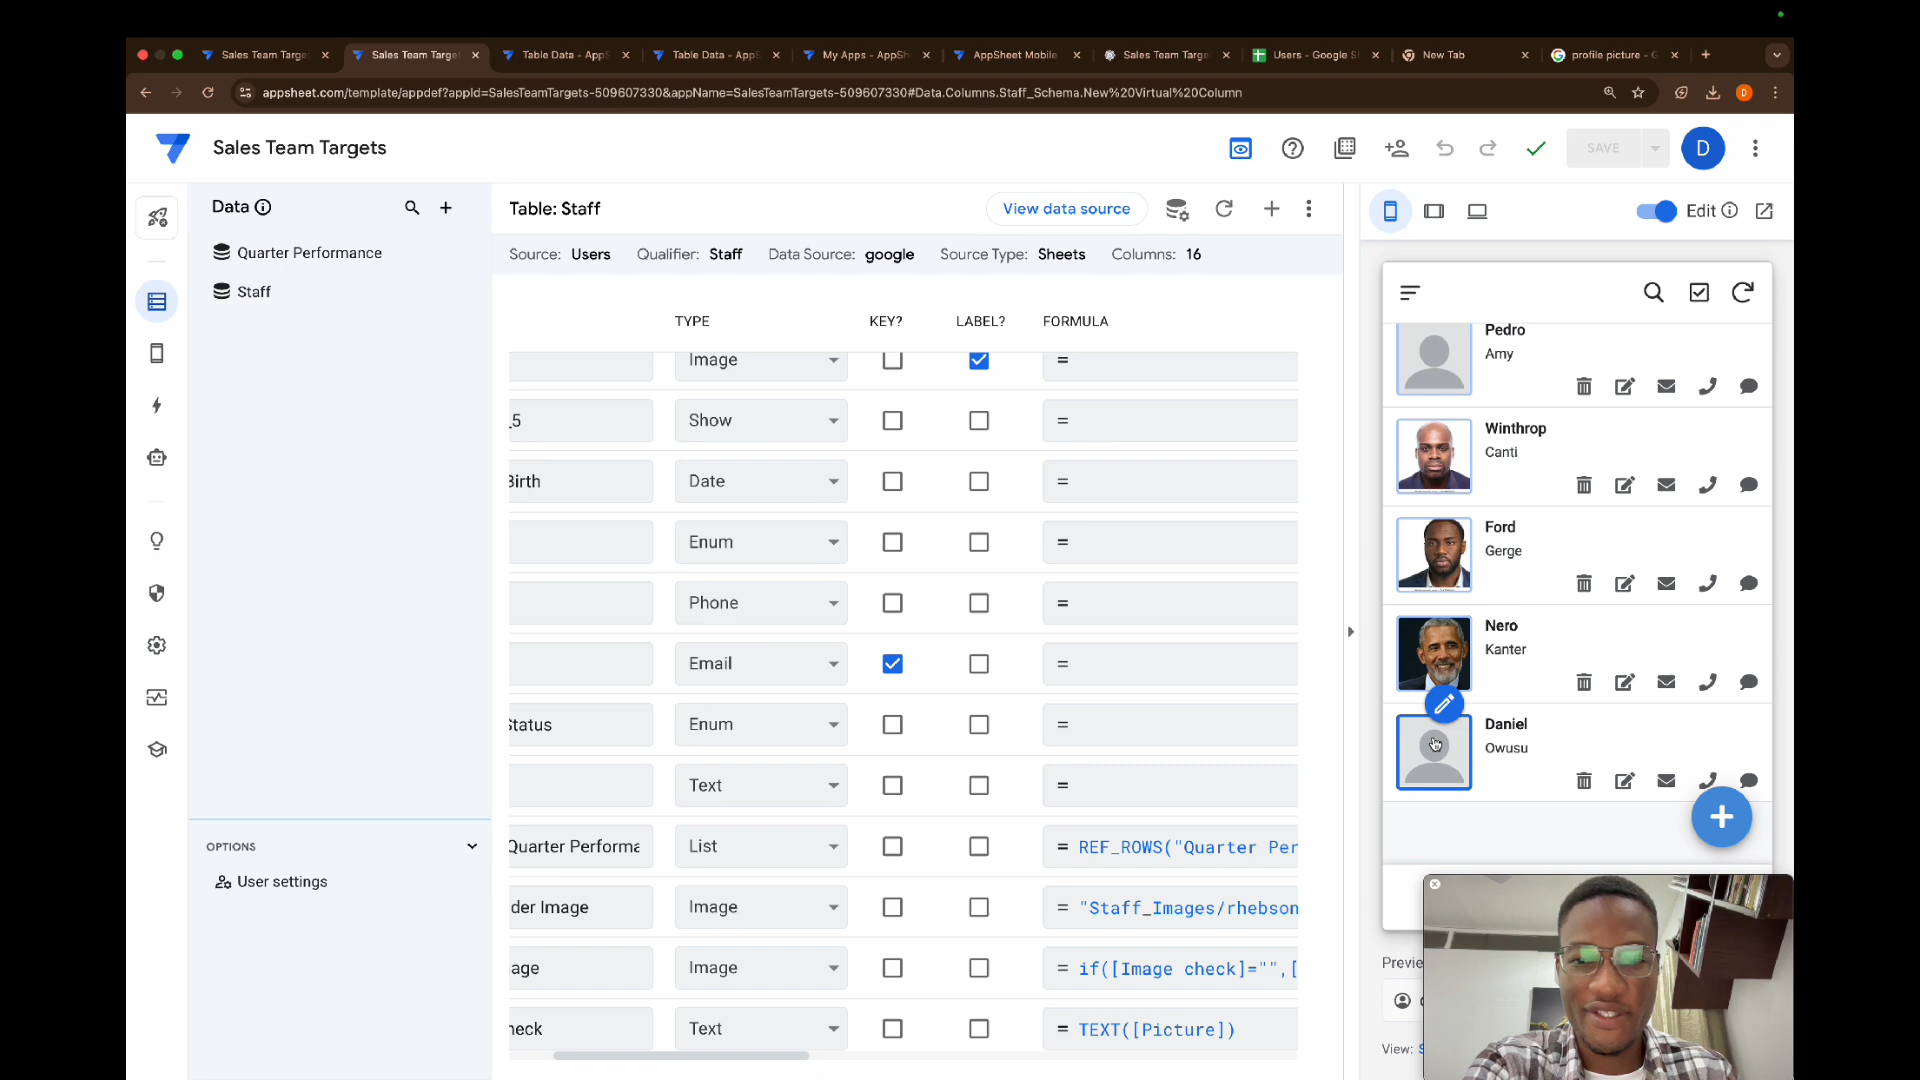 Sales Team Targe
Sales Team Targe
Table Data - AppS
Table Data - AppS
My Apps - AppSh
AppSheet Mobile
Sales Team Targe
Users - Google S
New Tab
profile picture - G
appsheet.com/template/appdef?appId=SalesTeamTargets-509607330&appName=SalesTeamTargets-509607330#Data.Columns.Staff_Schema.New%20Virtual%20Column
D
Sales Team Targets
SAVE
D
Data
Quarter Performance
Staff
OPTIONS
User settings
Table: Staff
View data source
Source: Users Qualifier: Staff Data Source: google Source Type: Sheets Columns: 16
TYPE KEY? LABEL? FORMULA
Image =
_5 Show =
Birth Date =
Enum =
Phone =
Email =
Status Enum =
Text =
Quarter Performa List = REF_ROWS("Quarter Per
der Image Image = "Staff_Images/rhebson
age Image = if([Image check]="",[
heck Text = TEXT([Picture])
Edit
Pedro
Amy
Winthrop
Canti
Ford
Gerge
Nero
Kanter
Daniel
Owusu
Previe
View: S